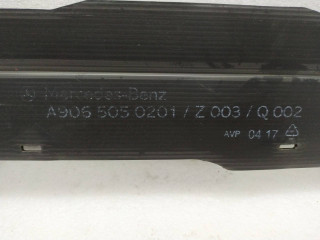 Mercedes-Benz
A906 505 0201 / Z 003 / Q 002
AVP 04 17